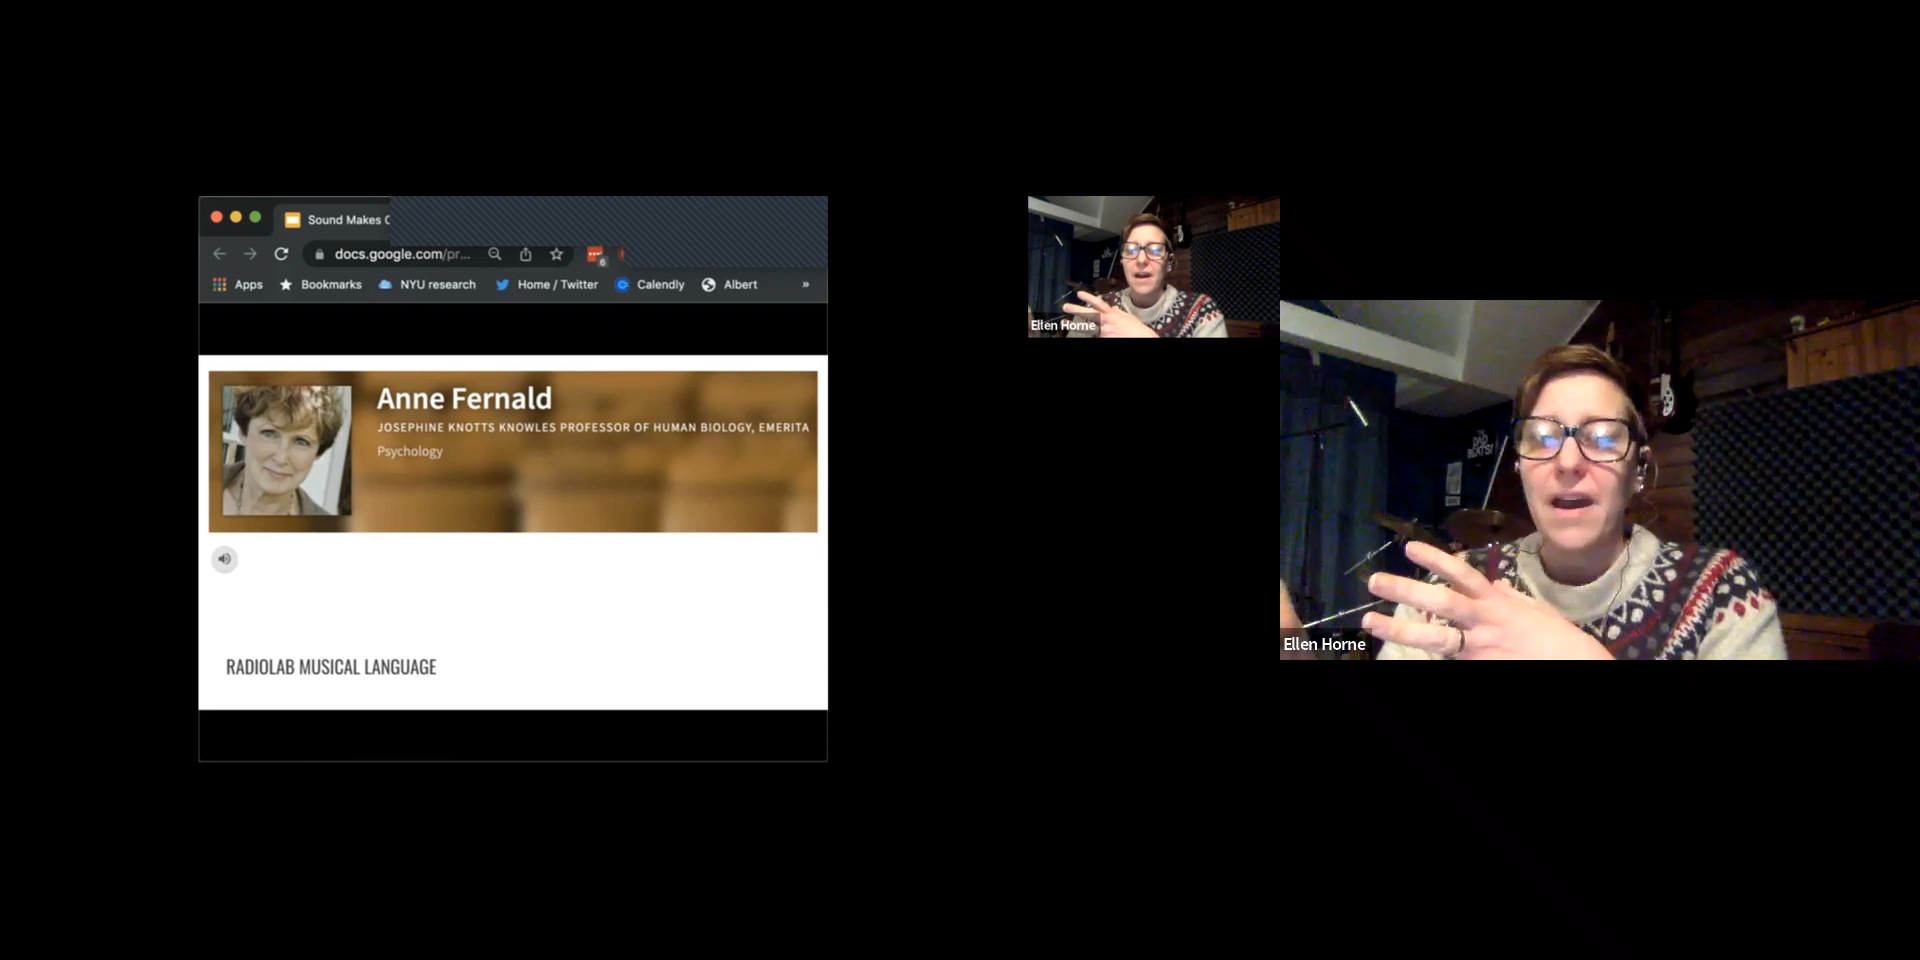 Sound Makes C
docs.google.com/pr...
6
Apps
Bookmarks
NYU research
Home / Twitter
Calendly
Albert
»
Anne Fernald
JOSEPHINE KNOTTS KNOWLES PROFESSOR OF HUMAN BIOLOGY, EMERITA
Psychology
RADIOLAB MUSICAL LANGUAGE
Ellen Horne
Ellen Horne